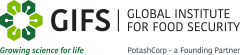 GIFS | GLOBAL INSTITUTE
FOR FOOD SECURITY
Growing science for life
PotashCorp - a Founding Partner